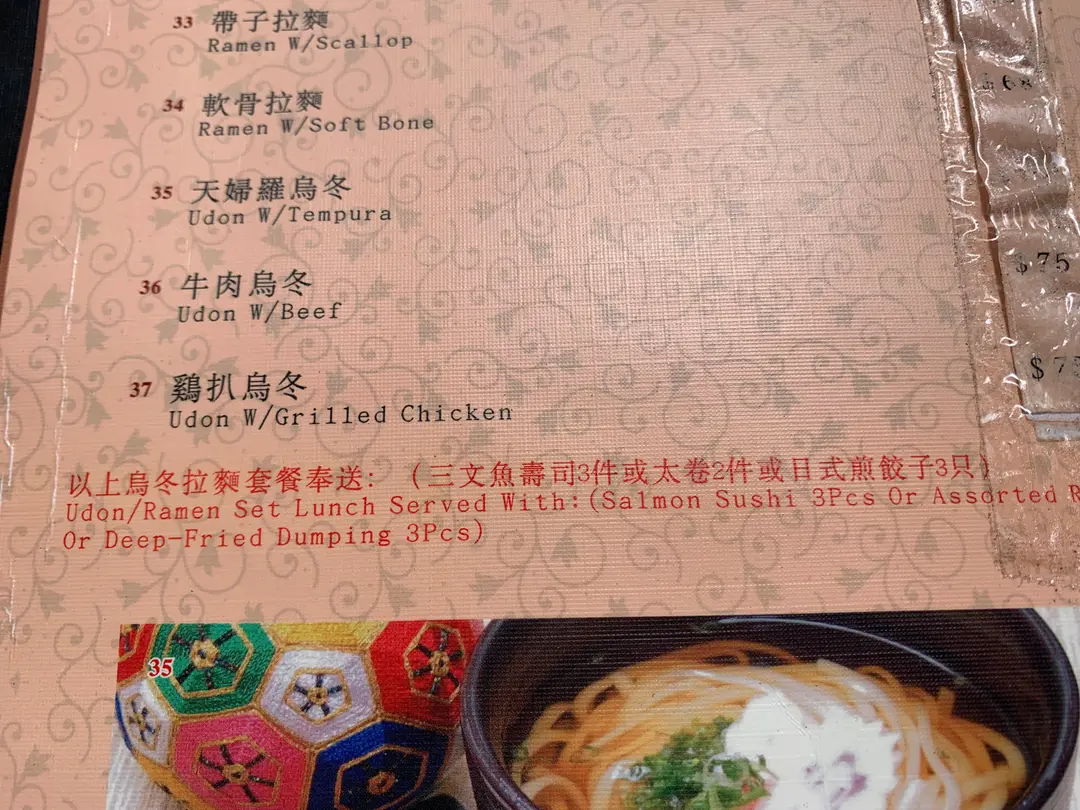 33 帶子拉麵
Ramen W/Scallop
$68
34 軟骨拉麵
Ramen W/Soft Bone
35 天婦羅烏冬
Udon W/Tempura
$75
36 牛肉烏冬
Udon W/Beef
37 鷄扒烏冬
Udon W/Grilled Chicken
以上烏冬拉麵套餐奉送：（三文魚壽司3件或太卷2件或日式煎餃子3只）
Udon/Ramen Set Lunch Served With:(Salmon Sushi 3Pcs Or Assorted
Or Deep-Fried Dumping 3Pcs)
35